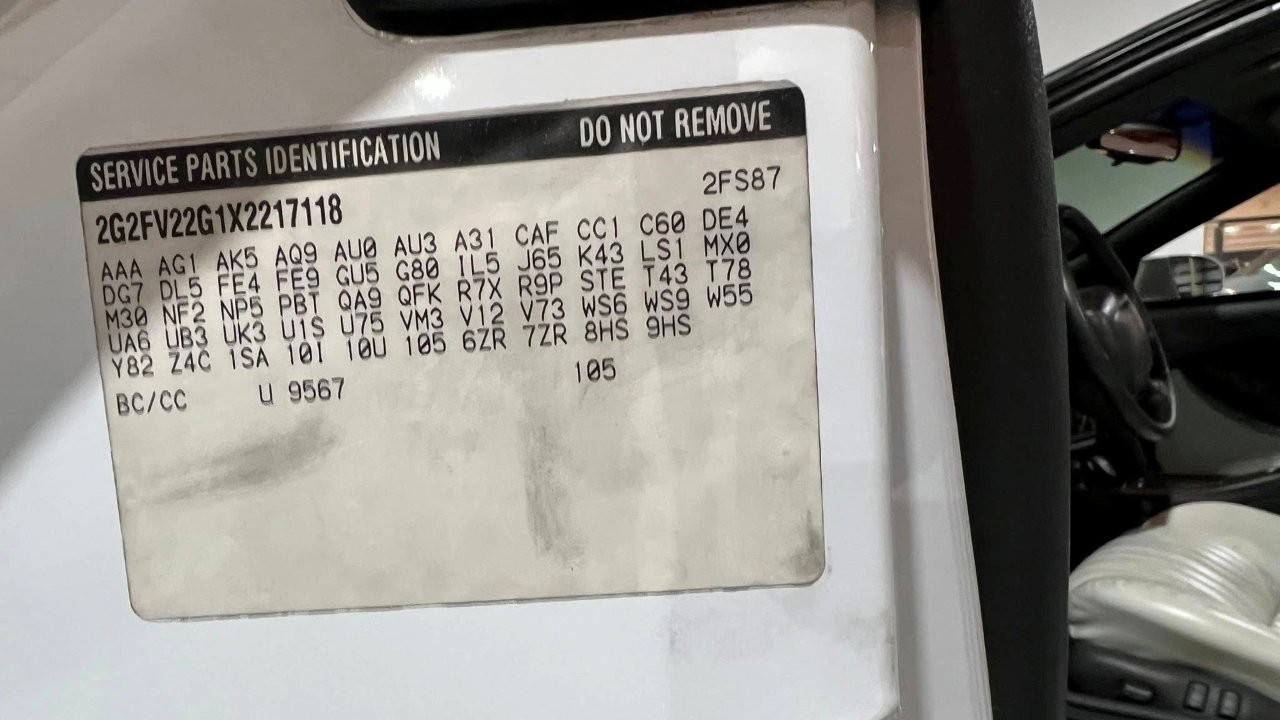 SERVICE PARTS IDENTIFICATION DO NOT REMOVE
2G2FV22G1X2217118 2FS87
AAA AG1 AK5 AQ9 AU0 AU3 A31 CAF CC1 C60 DE4
DG7 DL5 FE4 FE9 GU5 G80 1L5 J65 K43 LS1 MX0
M30 NF2 NP5 PBT QA9 QFK R7X R9P STE T43 T78
UA6 UB3 UK3 U1S U75 VM3 V12 V73 WS6 WS9 W55
Y82 Z4C 1SA 10I 10U 105 6ZR 7ZR 8HS 9HS
BC/CC U 9567 105